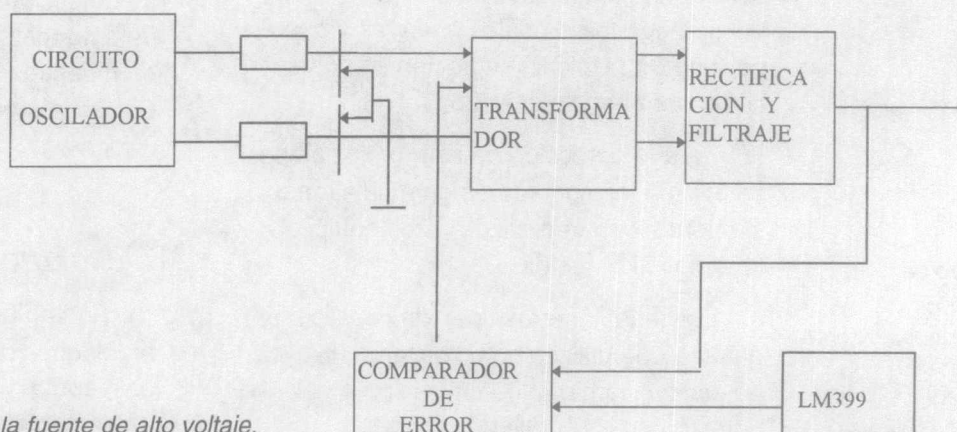 CIRCUITO
OSCILADOR
TRANSFORMA
DOR
RECTIFICA
CION Y
FILTRAJE
COMPARADOR
DE
ERROR
LM399
la fuente de alto voltaje.